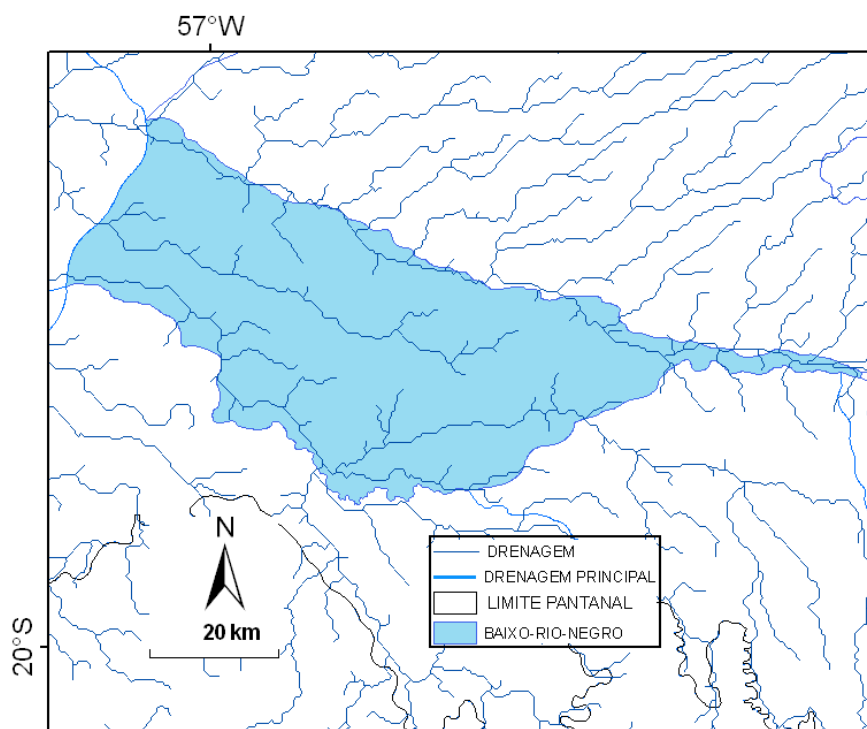 57°W
N
20 km
20°S
DRENAGEM
DRENAGEM PRINCIPAL
LIMITE PANTANAL
BAIXO-RIO-NEGRO